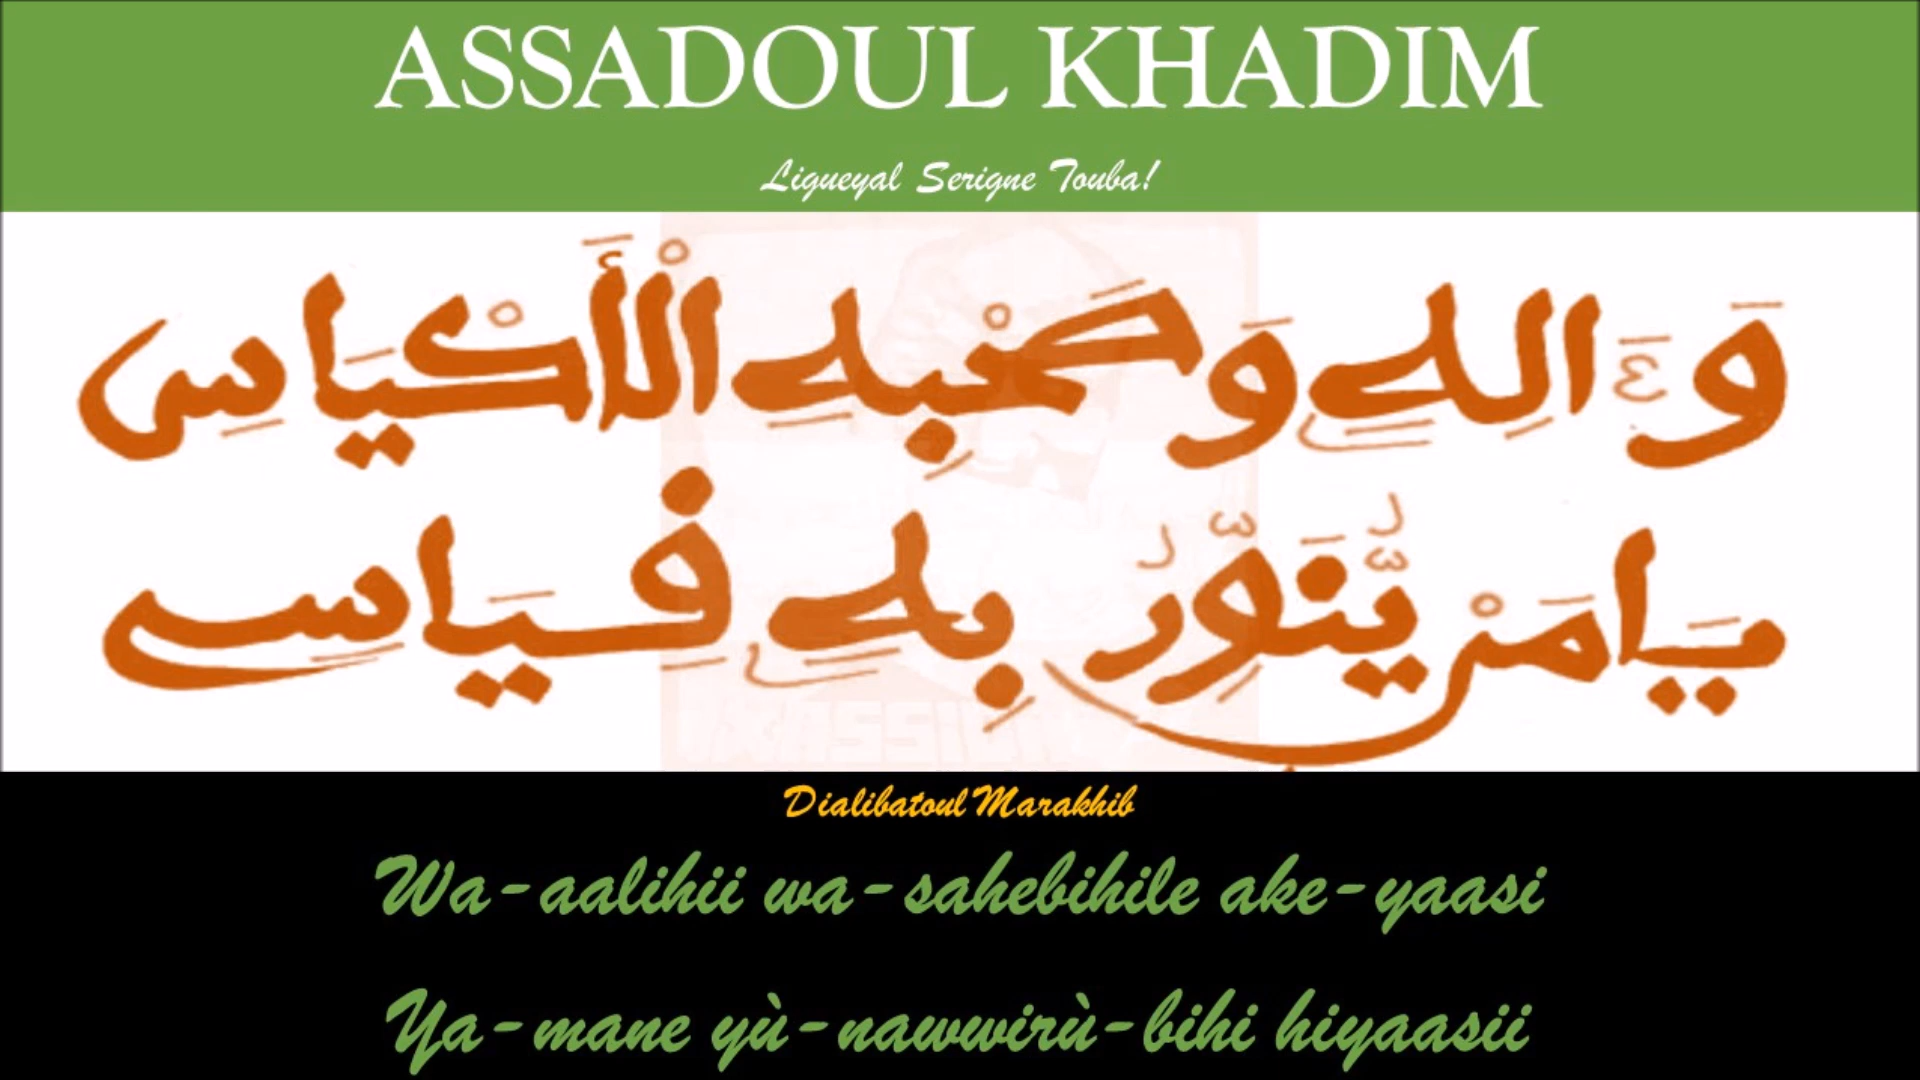 ASSADOUL KHADIM
Ligueyal Serigne Touba!
وَءَالِهِ وَصَحْبِهِ الْأَكْيَاسِ
يَامَنْ يُّنَوِّرُ بِهِ قِيَاسِے
Dialibatoul Marakhib
Wa-aalihii wa-sahebihile ake-yaasi
Ya-mane yù-nawwirù-bihi hiyaasii